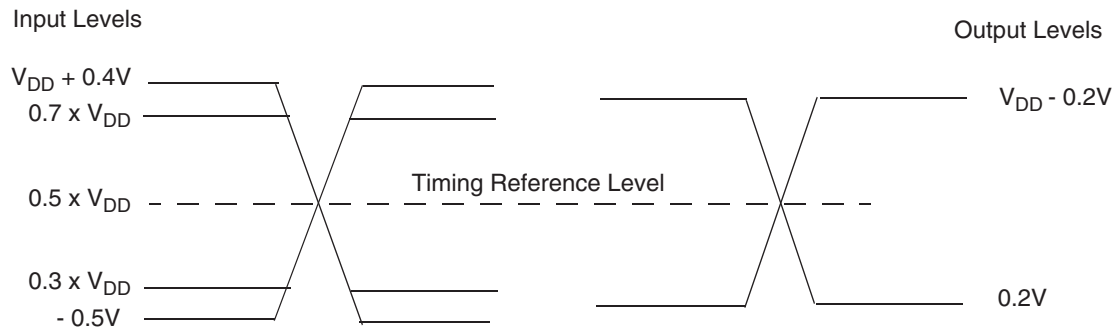 Input Levels
Output Levels
VDD + 0.4V
VDD - 0.2V
0.7 x VDD
Timing Reference Level
0.5 x VDD
0.3 x VDD
0.2V
- 0.5V